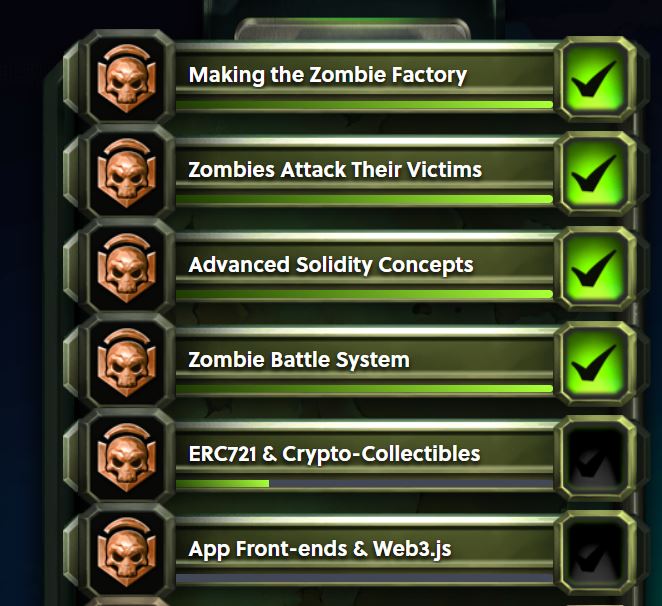 Making the Zombie Factory
Zombies Attack Their Victims
Advanced Solidity Concepts
Zombie Battle System
ERC721 & Crypto-Collectibles
App Front-ends & Web3.js